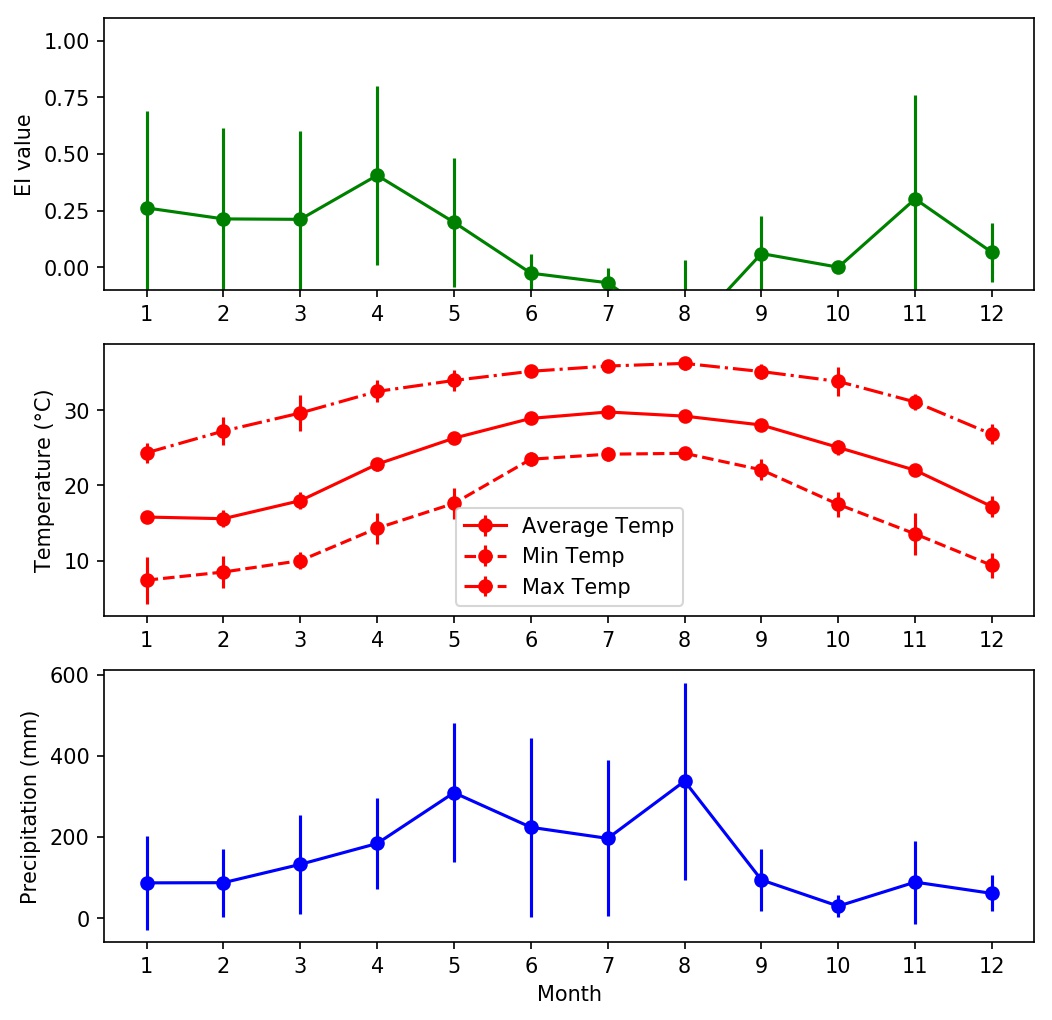 EI value
1.00
0.75
0.50
0.25
0.00
1 2 3 4 5 6 7 8 9 10 11 12
Temperature (°C)
30
20
10
Average Temp
Min Temp
Max Temp
1 2 3 4 5 6 7 8 9 10 11 12
Precipitation (mm)
600
400
200
0
1 2 3 4 5 6 7 8 9 10 11 12
Month